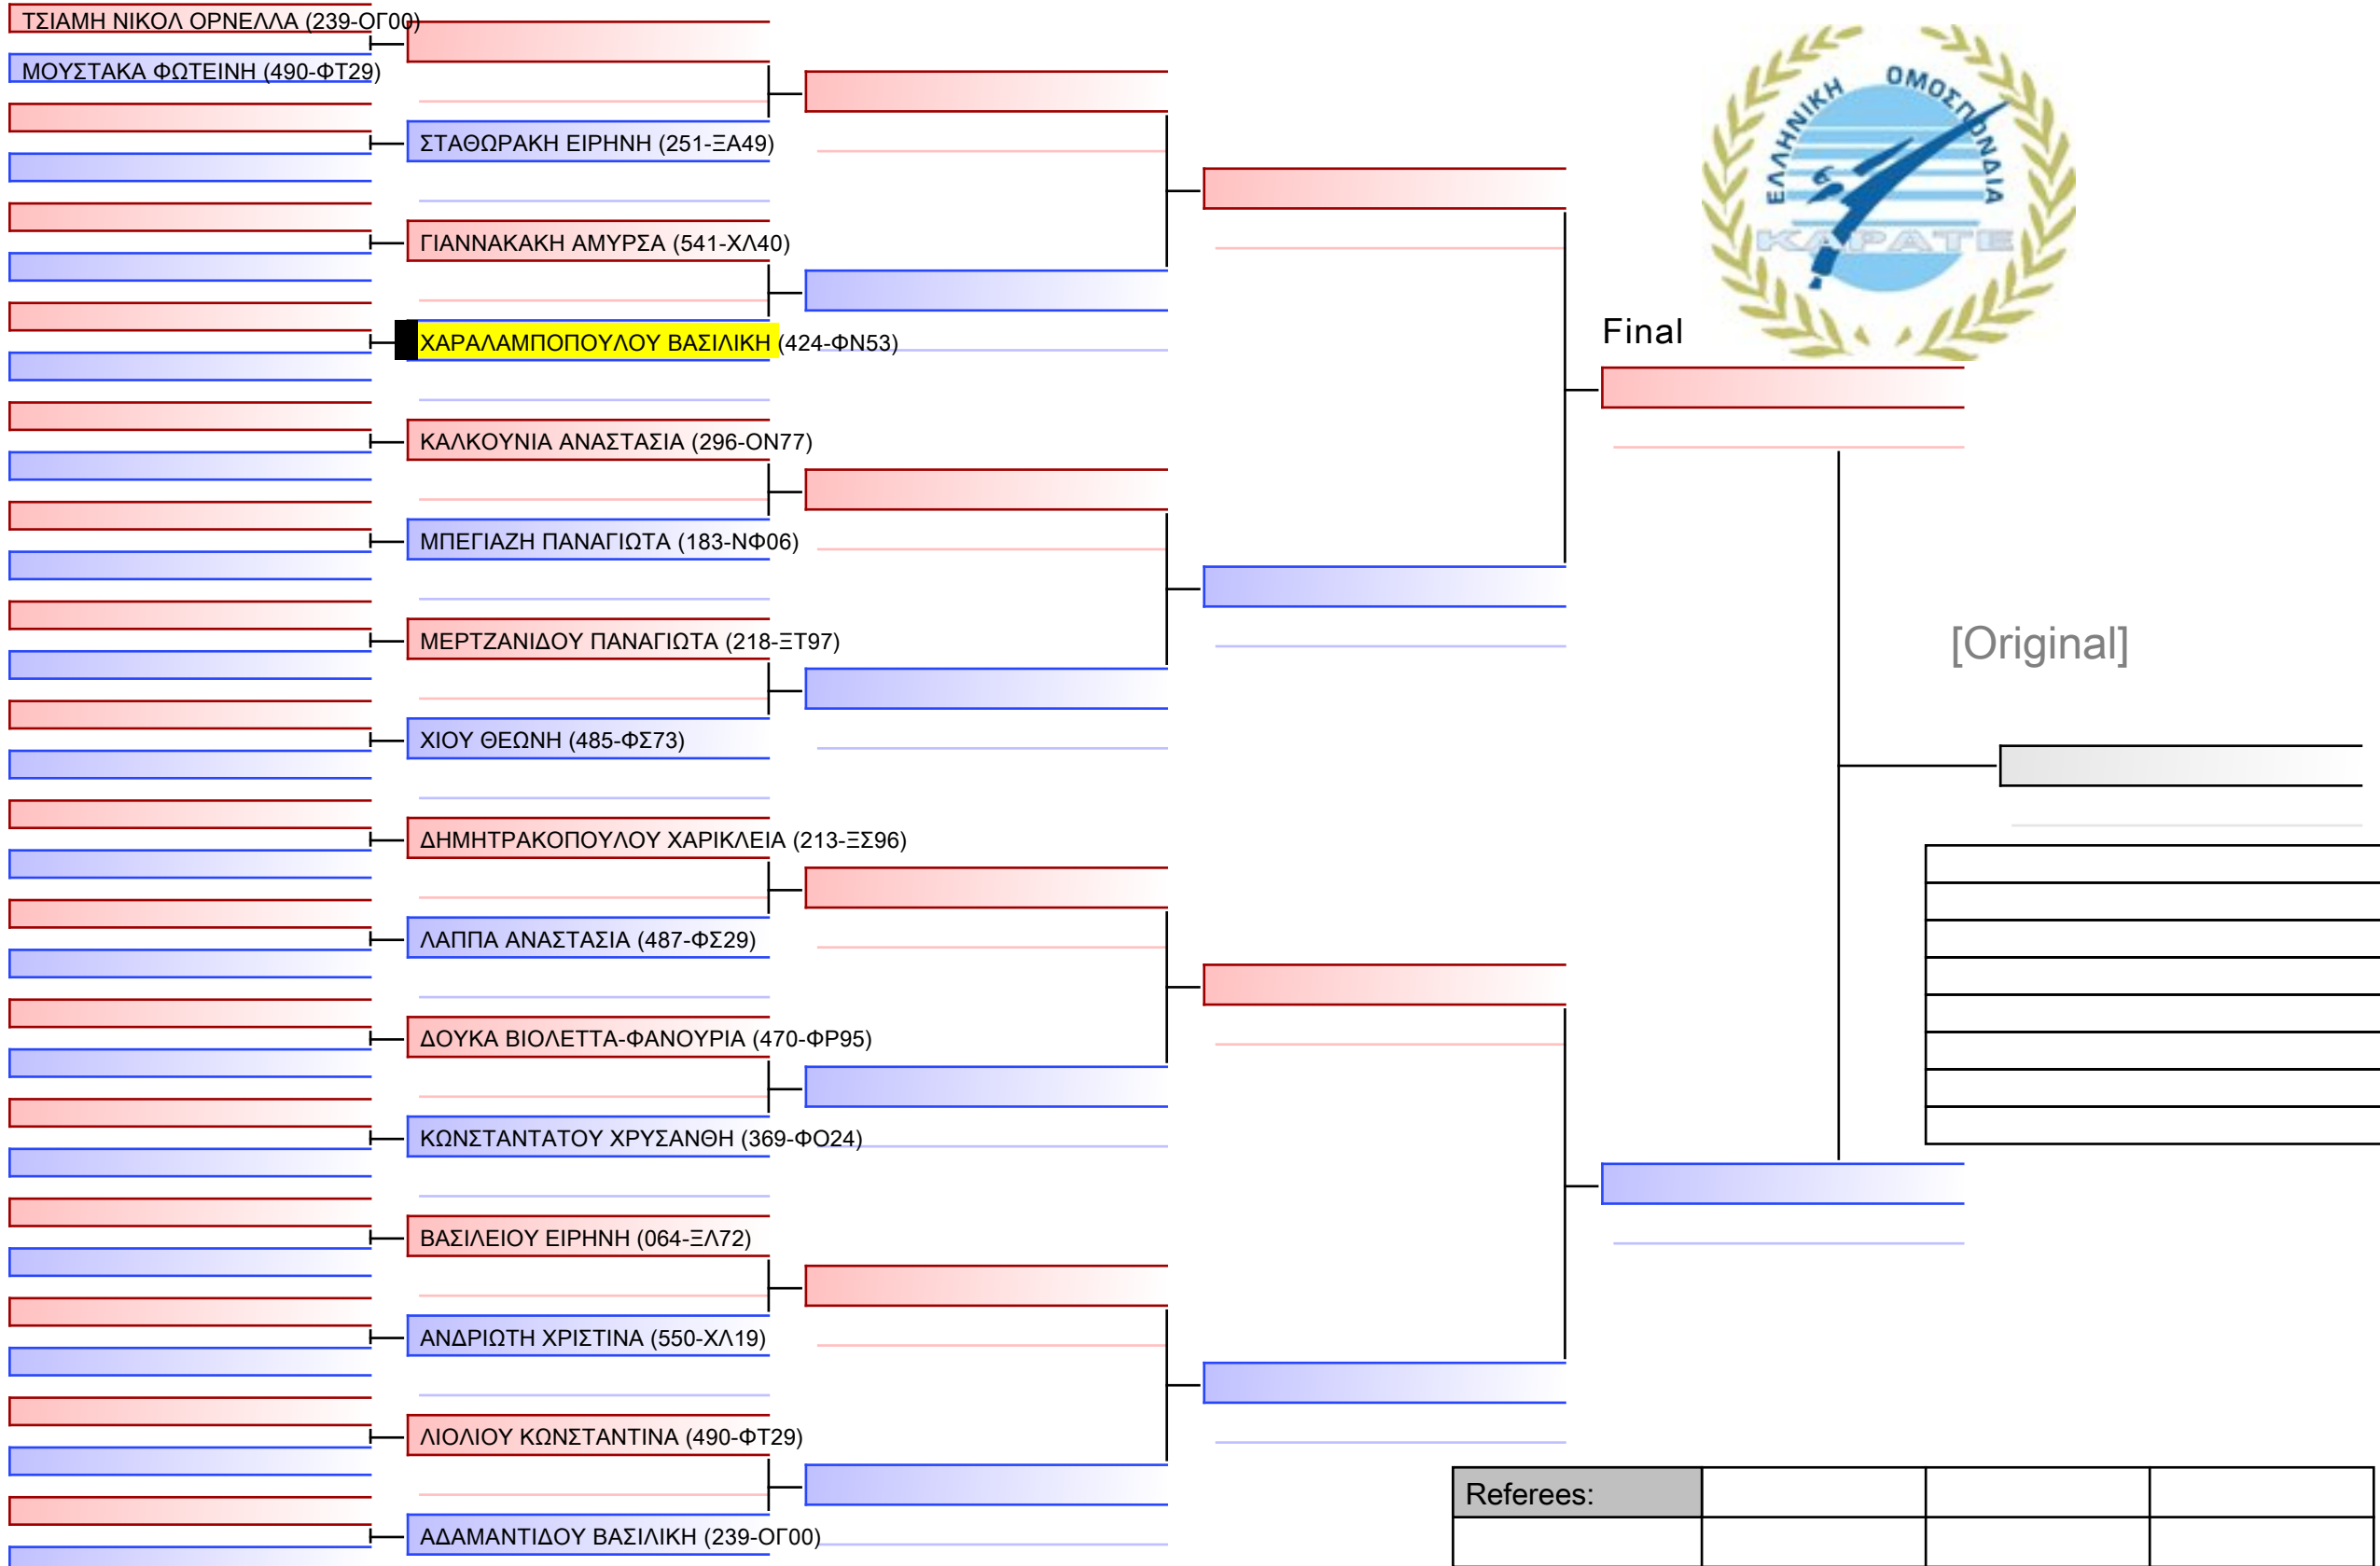 ΤΣΙΑΜΗ ΝΙΚΟΛ ΟΡΝΕΛΛΑ (239-ΟΓ00)
ΜΟΥΣΤΑΚΑ ΦΩΤΕΙΝΗ (490-ΦΤ29)
ΣΤΑΘΩΡΑΚΗ ΕΙΡΗΝΗ (251-ΞΑ49)
ΓΙΑΝΝΑΚΑΚΗ ΑΜΥΡΣΑ (541-ΧΛ40)
ΧΑΡΑΛΑΜΠΟΠΟΥΛΟΥ ΒΑΣΙΛΙΚΗ (424-ΦΝ53)
ΚΑΛΚΟΥΝΙΑ ΑΝΑΣΤΑΣΙΑ (296-ΟΝ77)
ΜΠΕΓΙΑΖΗ ΠΑΝΑΓΙΩΤΑ (183-ΝΦ06)
ΜΕΡΤΖΑΝΙΔΟΥ ΠΑΝΑΓΙΩΤΑ (218-ΞΤ97)
ΧΙΟΥ ΘΕΩΝΗ (485-ΦΣ73)
ΔΗΜΗΤΡΑΚΟΠΟΥΛΟΥ ΧΑΡΙΚΛΕΙΑ (213-ΞΣ96)
ΛΑΠΠΑ ΑΝΑΣΤΑΣΙΑ (487-ΦΣ29)
ΔΟΥΚΑ ΒΙΟΛΕΤΤΑ-ΦΑΝΟΥΡΙΑ (470-ΦΡ95)
ΚΩΝΣΤΑΝΤΑΤΟΥ ΧΡΥΣΑΝΘΗ (369-ΦΟ24)
ΒΑΣΙΛΕΙΟΥ ΕΙΡΗΝΗ (064-ΞΛ72)
ΑΝΔΡΙΩΤΗ ΧΡΙΣΤΙΝΑ (550-ΧΛ19)
ΛΙΟΛΙΟΥ ΚΩΝΣΤΑΝΤΙΝΑ (490-ΦΤ29)
ΑΔΑΜΑΝΤΙΔΟΥ ΒΑΣΙΛΙΚΗ (239-ΟΓ00)
ΕΛΛΗΝΙΚΗ ΟΜΟΣΠΟΝΔΙΑ
ΚΑΡΑΤΕ
Final
[Original]
Referees: